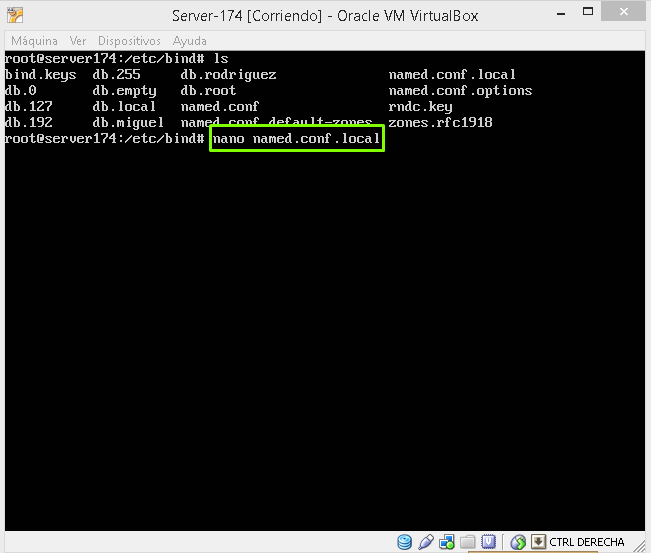 Server-174 [Corriendo] - Oracle VM VirtualBox
Máquina Ver Dispositivos Ayuda
root@server174:/etc/bind# ls
bind.keys db.255 db.rodriguez named.conf.local
db.0 db.empty db.root named.conf.options
db.127 db.local named.conf rndc.key
db.192 db.miguel named.conf.default-zones zones.rfc1918
root@server174:/etc/bind# nano named.conf.local
CTRL DERECHA